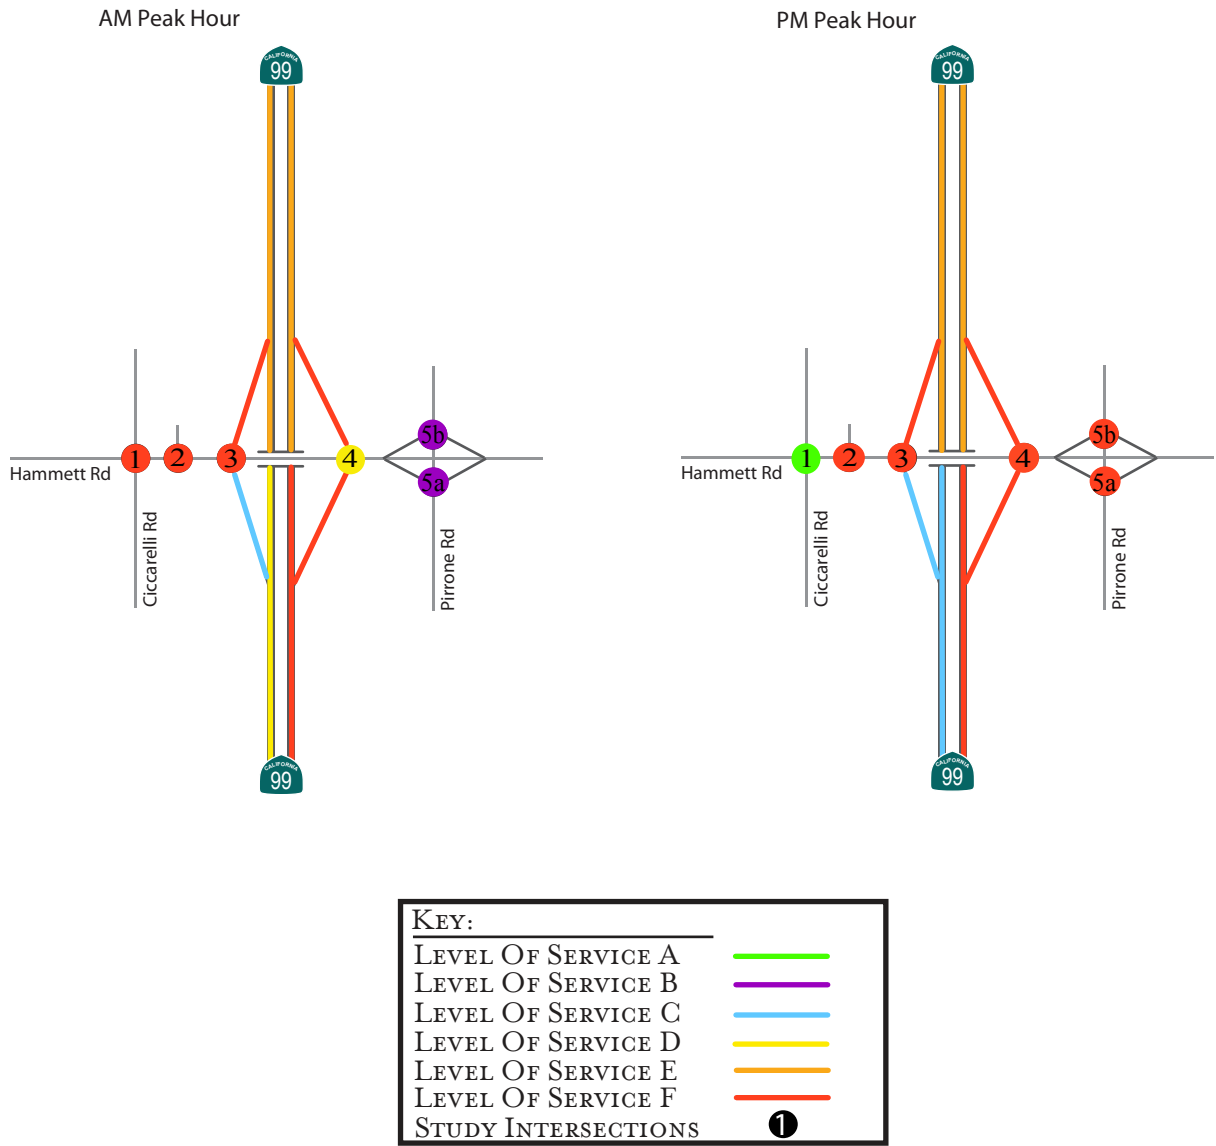 AM Peak Hour
PM Peak Hour
CALIFORNIA
99
CALIFORNIA
99
1
2
3
4
5b
5a
Hammett Rd
Ciccarelli Rd
Pirrone Rd
1
2
3
4
5b
5a
Hammett Rd
Ciccarelli Rd
Pirrone Rd
CALIFORNIA
99
CALIFORNIA
99
KEY:
LEVEL OF SERVICE A
LEVEL OF SERVICE B
LEVEL OF SERVICE C
LEVEL OF SERVICE D
LEVEL OF SERVICE E
LEVEL OF SERVICE F
STUDY INTERSECTIONS 1